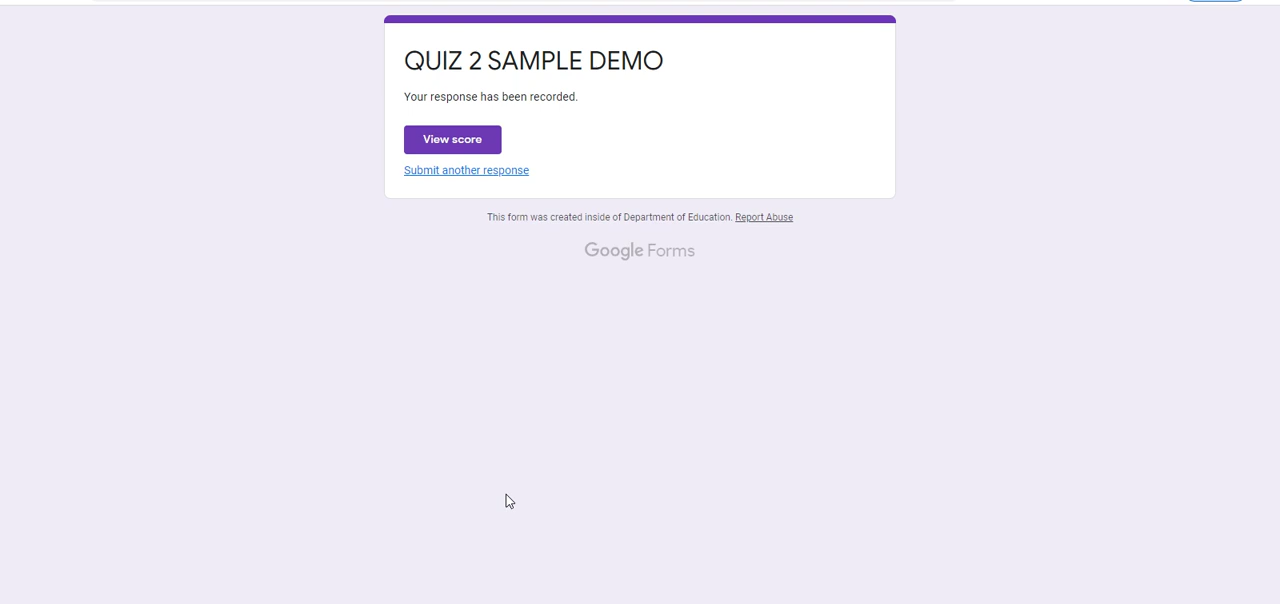 QUIZ 2 SAMPLE DEMO
Your response has been recorded.
View score
Submit another response
This form was created inside of Department of Education. Report Abuse
Google Forms